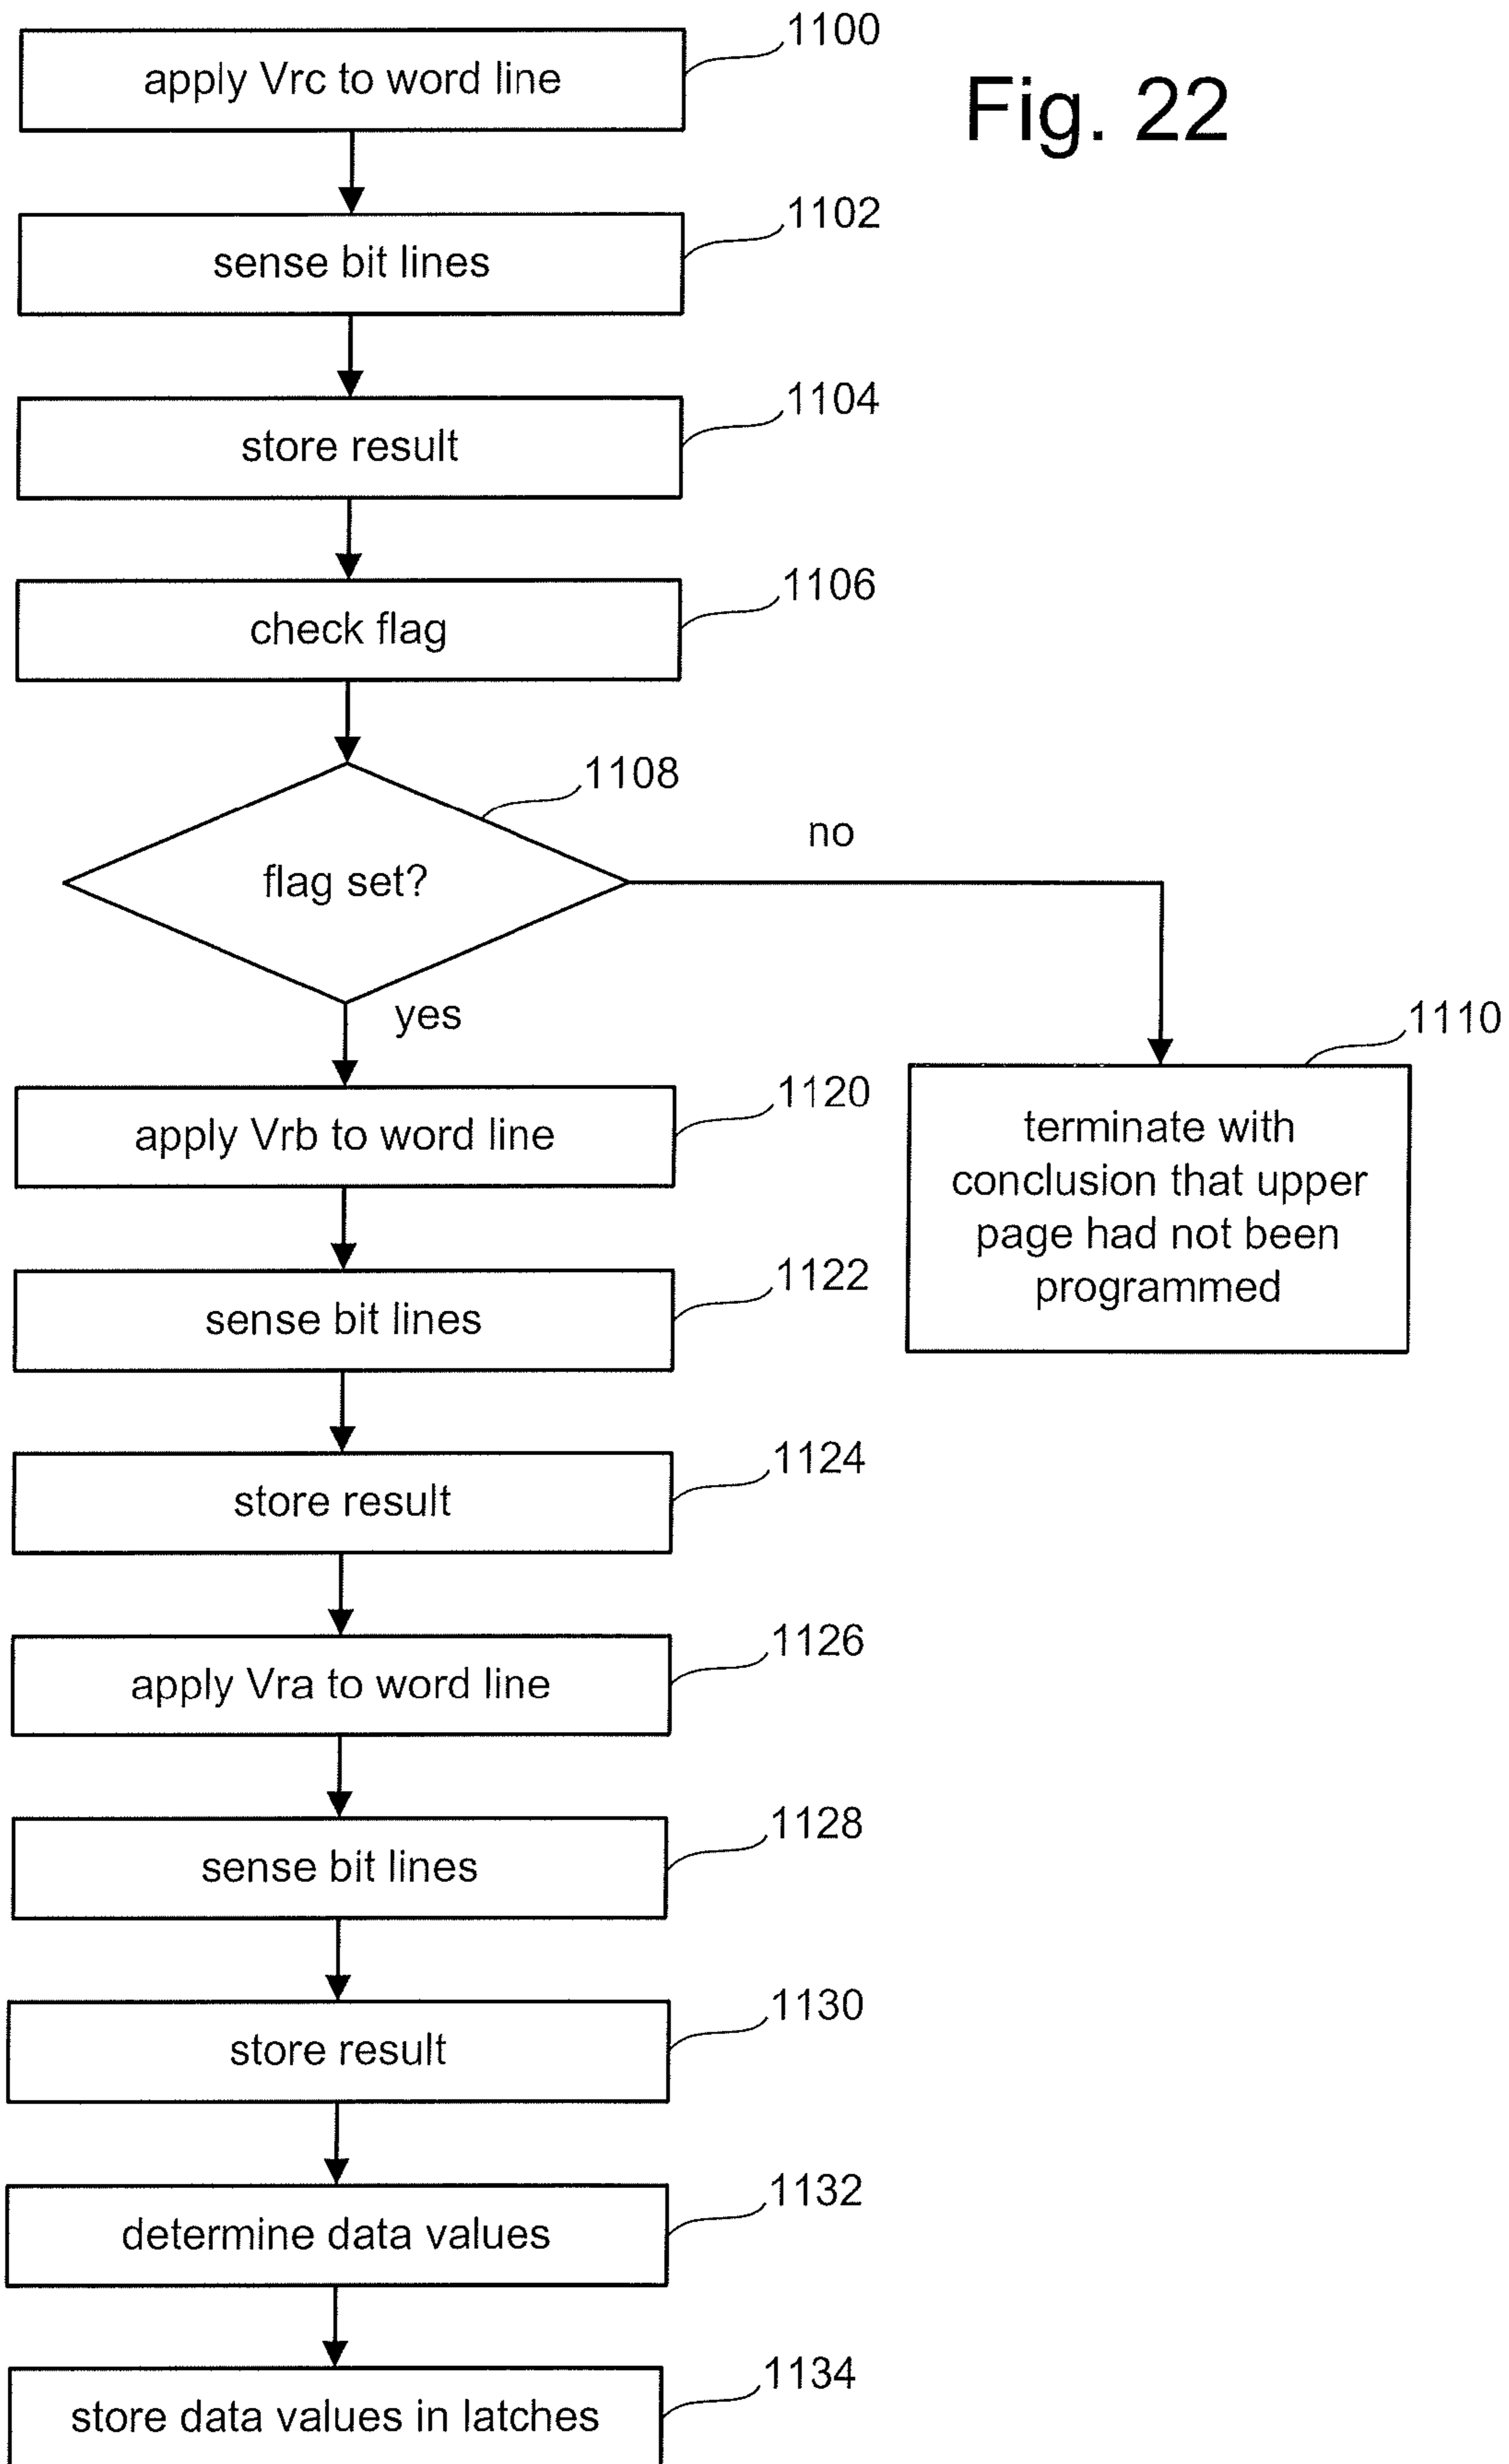 1100
apply Vrc to word line
Fig. 22
1102
sense bit lines
1104
store result
1106
check flag
1108
flag set?
no
yes
1110
terminate with
conclusion that upper
page had not been
programmed
1120
apply Vrb to word line
1122
sense bit lines
1124
store result
1126
apply Vra to word line
1128
sense bit lines
1130
store result
1132
determine data values
1134
store data values in latches